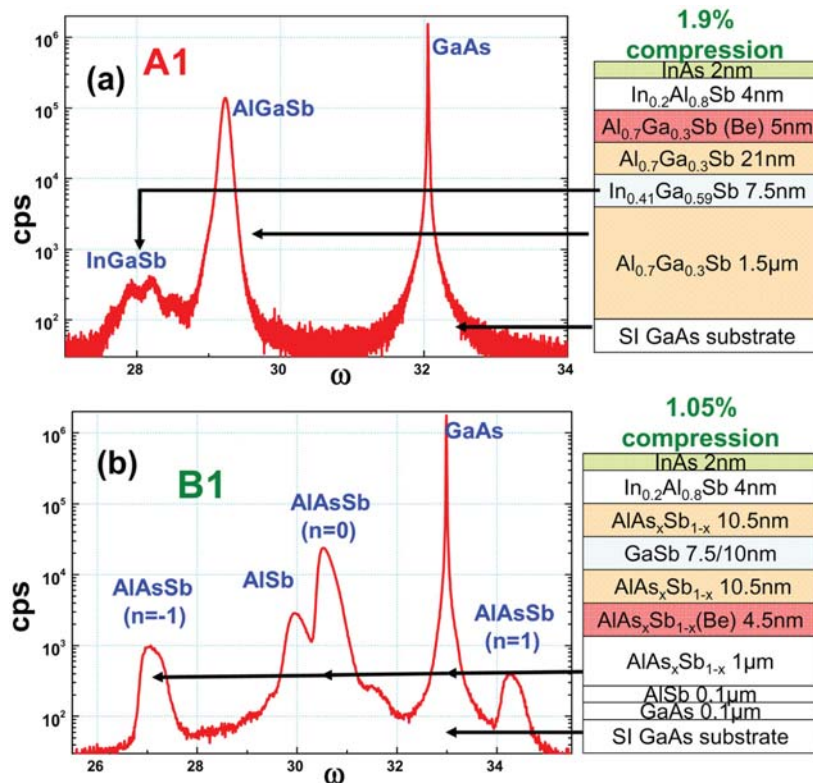 (a)
A1
GaAs
AlGaSb
InGaSb
cps
10⁶
10⁵
10⁴
10³
10²
28 30 32 34
ω
1.9%
compression
InAs 2nm
In₀.₂Al₀.₈Sb 4nm
Al₀.₇Ga₀.₃Sb (Be) 5nm
Al₀.₇Ga₀.₃Sb 21nm
In₀.₄₁Ga₀.₅₉Sb 7.5nm
Al₀.₇Ga₀.₃Sb 1.5μm
SI GaAs substrate
(b)
B1
GaAs
AlAsSb
(n=0)
AlSb
AlAsSb
(n=-1)
AlAsSb
(n=1)
cps
10⁶
10⁵
10⁴
10³
10²
26 28 30 32 34
ω
1.05%
compression
InAs 2nm
In₀.₂Al₀.₈Sb 4nm
AlAsₓSb₁₋ₓ 10.5nm
GaSb 7.5/10nm
AlAsₓSb₁₋ₓ 10.5nm
AlAsₓSb₁₋ₓ(Be) 4.5nm
AlAsₓSb₁₋ₓ 1μm
AlSb 0.1μm
GaAs 0.1μm
SI GaAs substrate